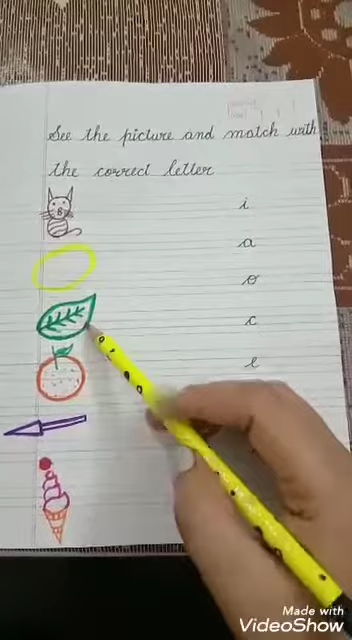 See the picture and match with
the correct letter
i
a
o
c
l
Made with
VideoShow